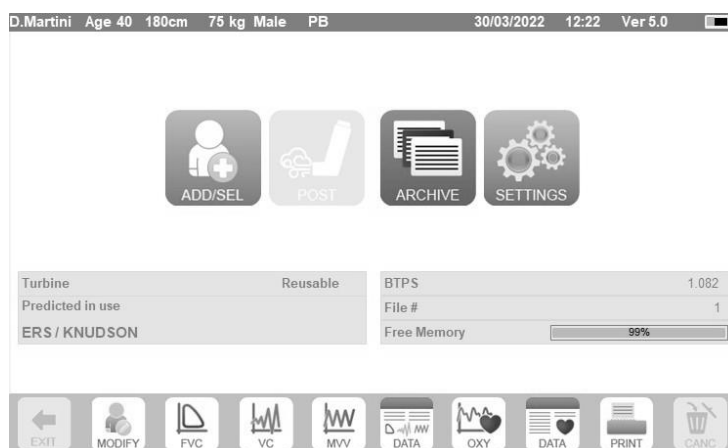 D.Martini Age 40 180cm 75 kg Male PB 30/03/2022 12:22 Ver 5.0
ADD/SEL POST ARCHIVE SETTINGS
Turbine Reusable
Predicted in use
ERS / KNUDSON
BTPS 1.082
File # 1
Free Memory 99%
EXIT MODIFY FVC VC MVV DATA OXY DATA PRINT CANC